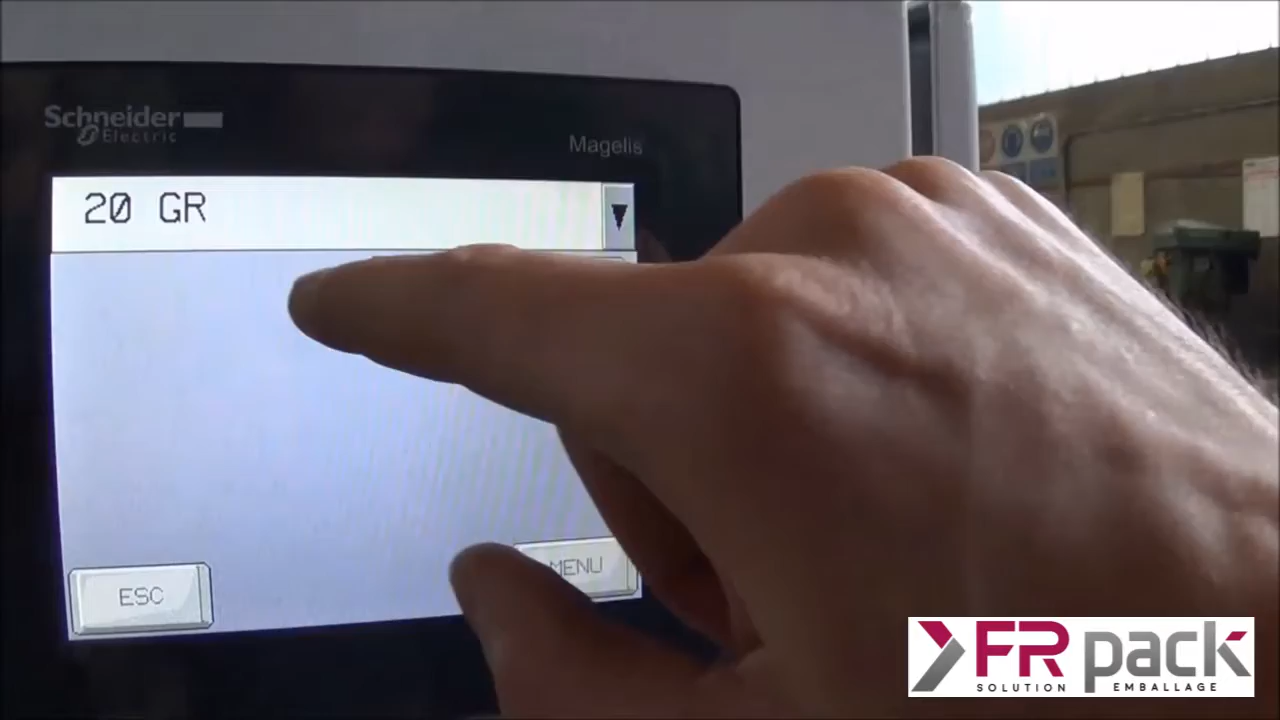 Schneider
Electric
Magelis
20 GR
ESC
MENU
FR pack
SOLUTION EMBALLAGE